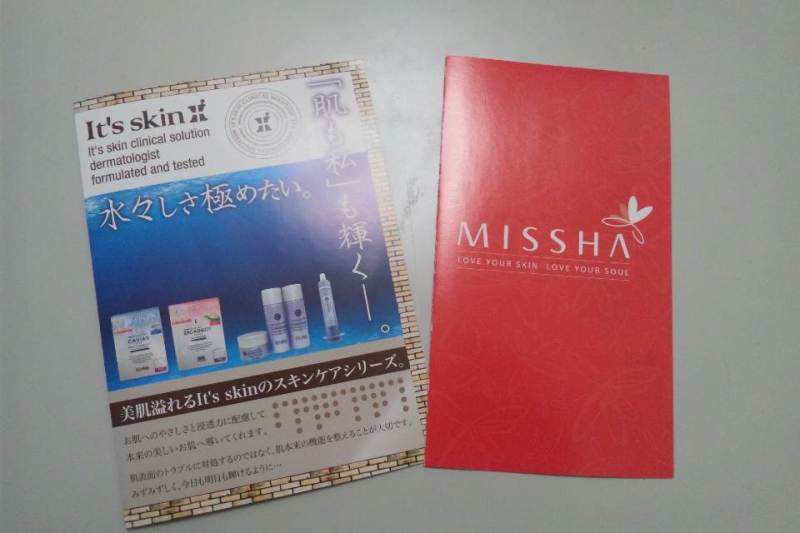 It's skin
It's skin clinical solution
dermatologist
formulated and tested
「肌も私」も輝くー。
水々しさ極めたい。
CAVIAR
ESCARGOT
美肌溢れるIt's skinのスキンケアシリーズ。
お肌へのやさしさと浸透力に配慮して
本来の美しいお肌へ導いてくれます。
肌表面のトラブルに対処するのではなく、肌本来の機能を整えることが大切です。
みずみずしく、今日も明日も輝けるように…
MISSHA
LOVE YOUR SKIN LOVE YOUR SOUL